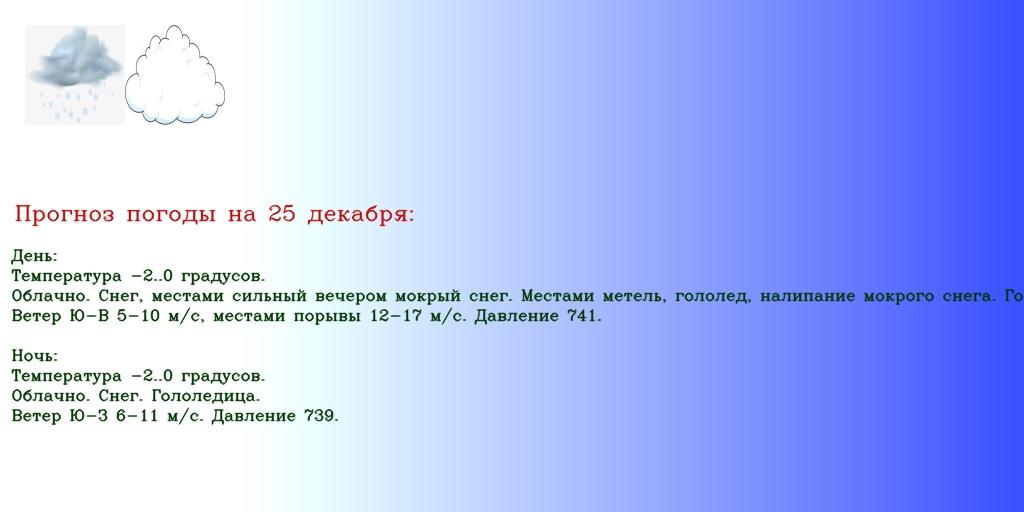 Прогноз погоды на 25 декабря:
День:
Температура -2..0 градусов.
Облачно. Снег, местами сильный вечером мокрый снег. Местами метель, гололед, налипание мокрого снега.
Ветер Ю-В 5-10 м/с, местами порывы 12-17 м/с. Давление 741.
Ночь:
Температура -2..0 градусов.
Облачно. Снег. Гололедица.
Ветер Ю-З 6-11 м/с. Давление 739.